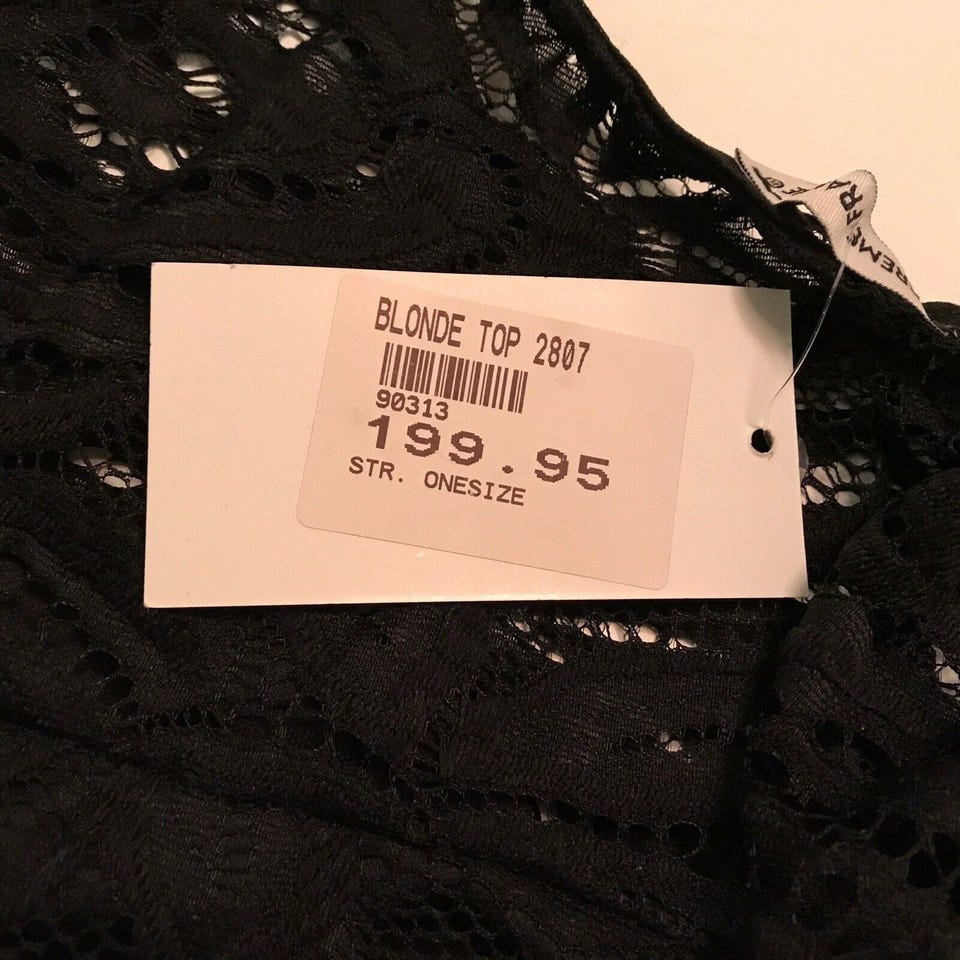 BLONDE TOP 2807
90313
199.95
STR. ONESIZE